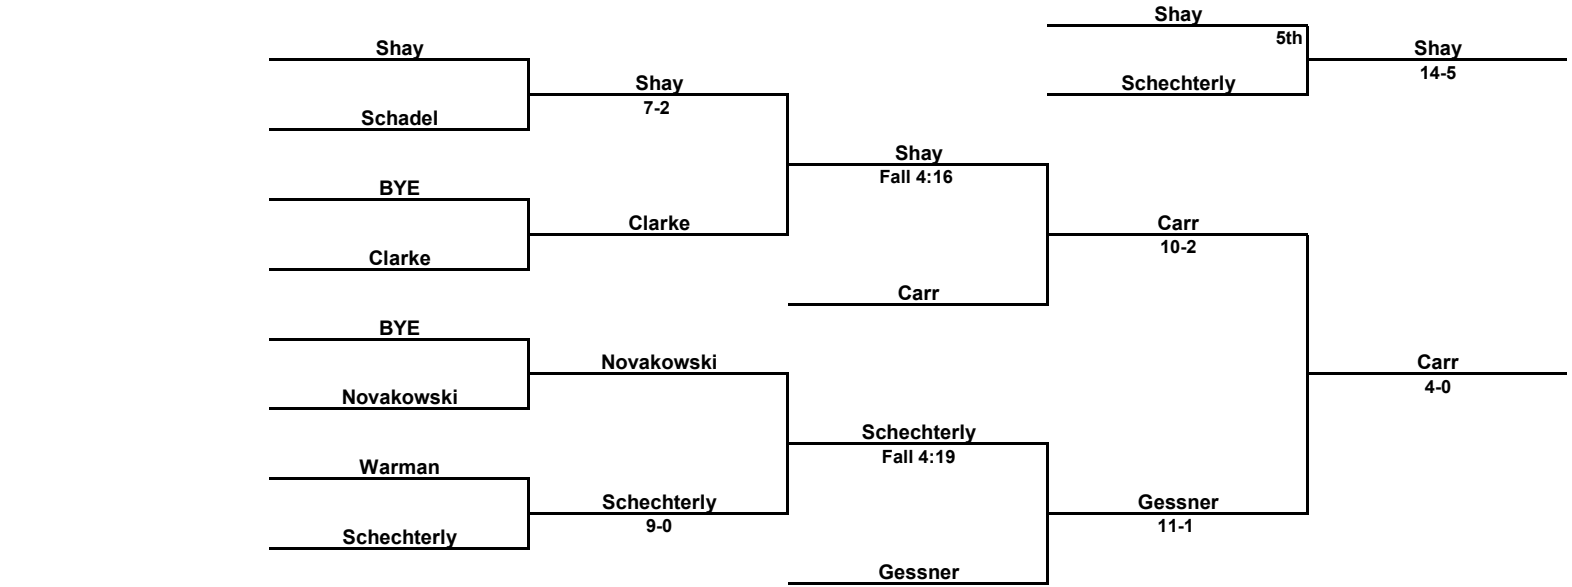 Shay
5th
Schechterly
Shay
14-5
Shay
Schadel
BYE
Clarke
BYE
Novakowski
Warman
Schechterly
Shay
7-2
Clarke
Novakowski
Schechterly
9-0
Shay
Fall 4:16
Carr
Schechterly
Fall 4:19
Gessner
Carr
10-2
Gessner
11-1
Carr
4-0